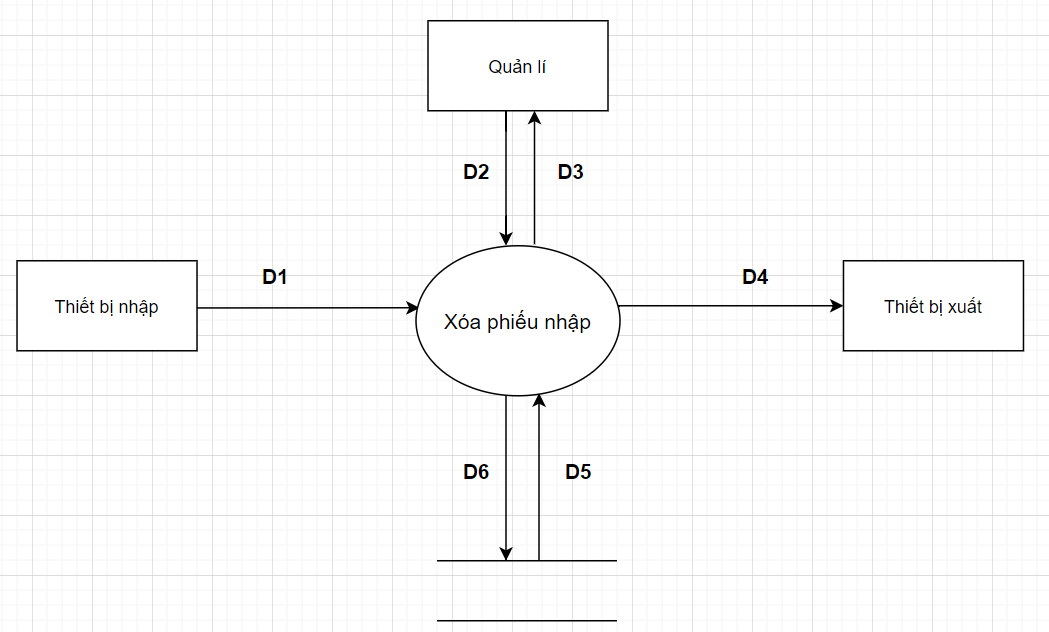 Quản lí
D2
D3
D1
D4
Thiết bị nhập
Xóa phiếu nhập
Thiết bị xuất
D6
D5